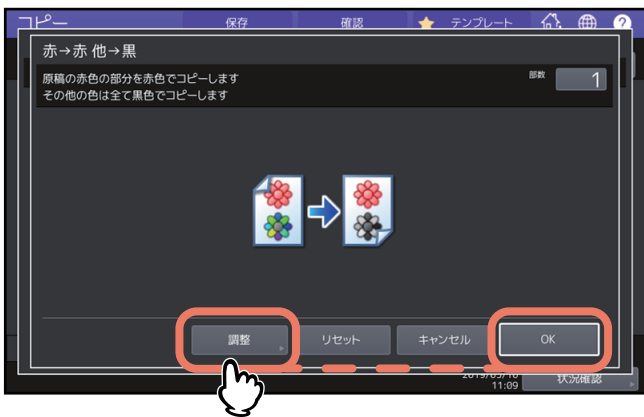 コピー
保存
確認
テンプレート
?
赤→赤 他→黒
原稿の赤色の部分を赤色でコピーします
その他の色は全て黒色でコピーします
部数
1
調整
リセット
キャンセル
OK
11:09
状況確認